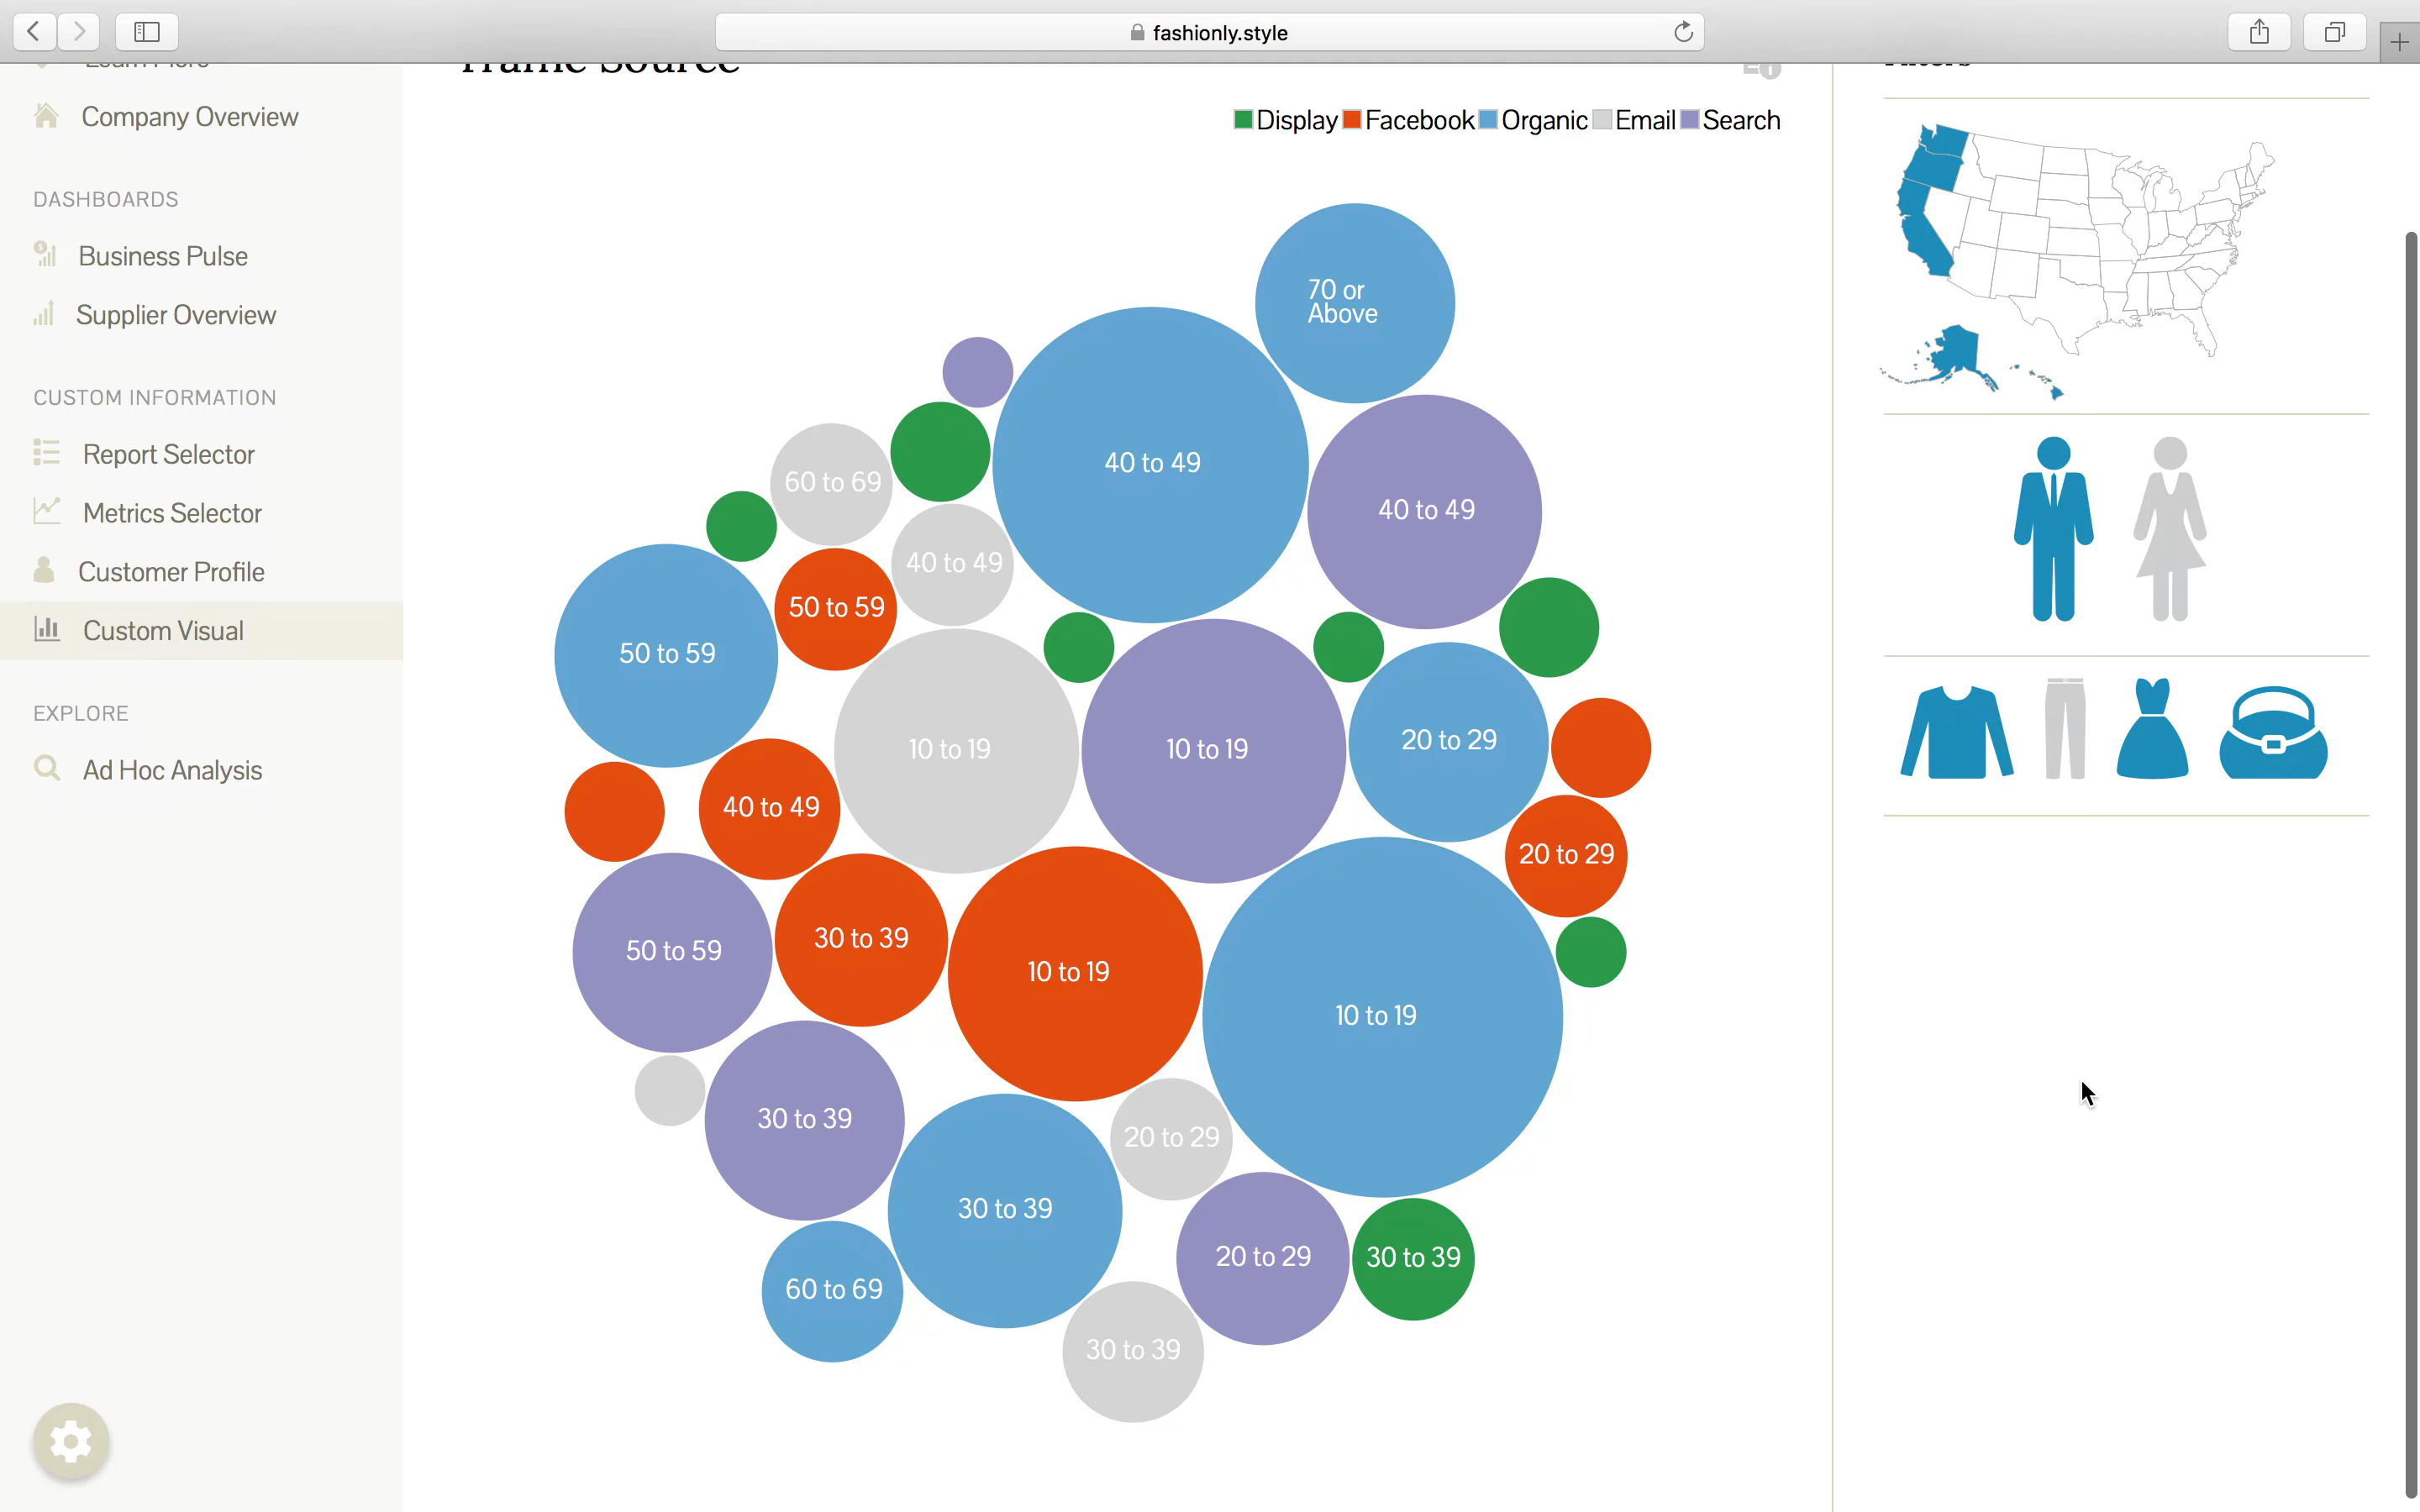 fashionly.style
Learn More
Company Overview
DASHBOARDS
Business Pulse
Supplier Overview
CUSTOM INFORMATION
Report Selector
Metrics Selector
Customer Profile
Custom Visual
EXPLORE
Ad Hoc Analysis
Display Facebook Organic Email Search
70 or
Above
40 to 49
60 to 69
40 to 49
40 to 49
50 to 59
50 to 59
10 to 19
10 to 19
20 to 29
40 to 49
20 to 29
50 to 59
30 to 39
10 to 19
10 to 19
30 to 39
20 to 29
30 to 39
20 to 29
30 to 39
60 to 69
30 to 39
Filters